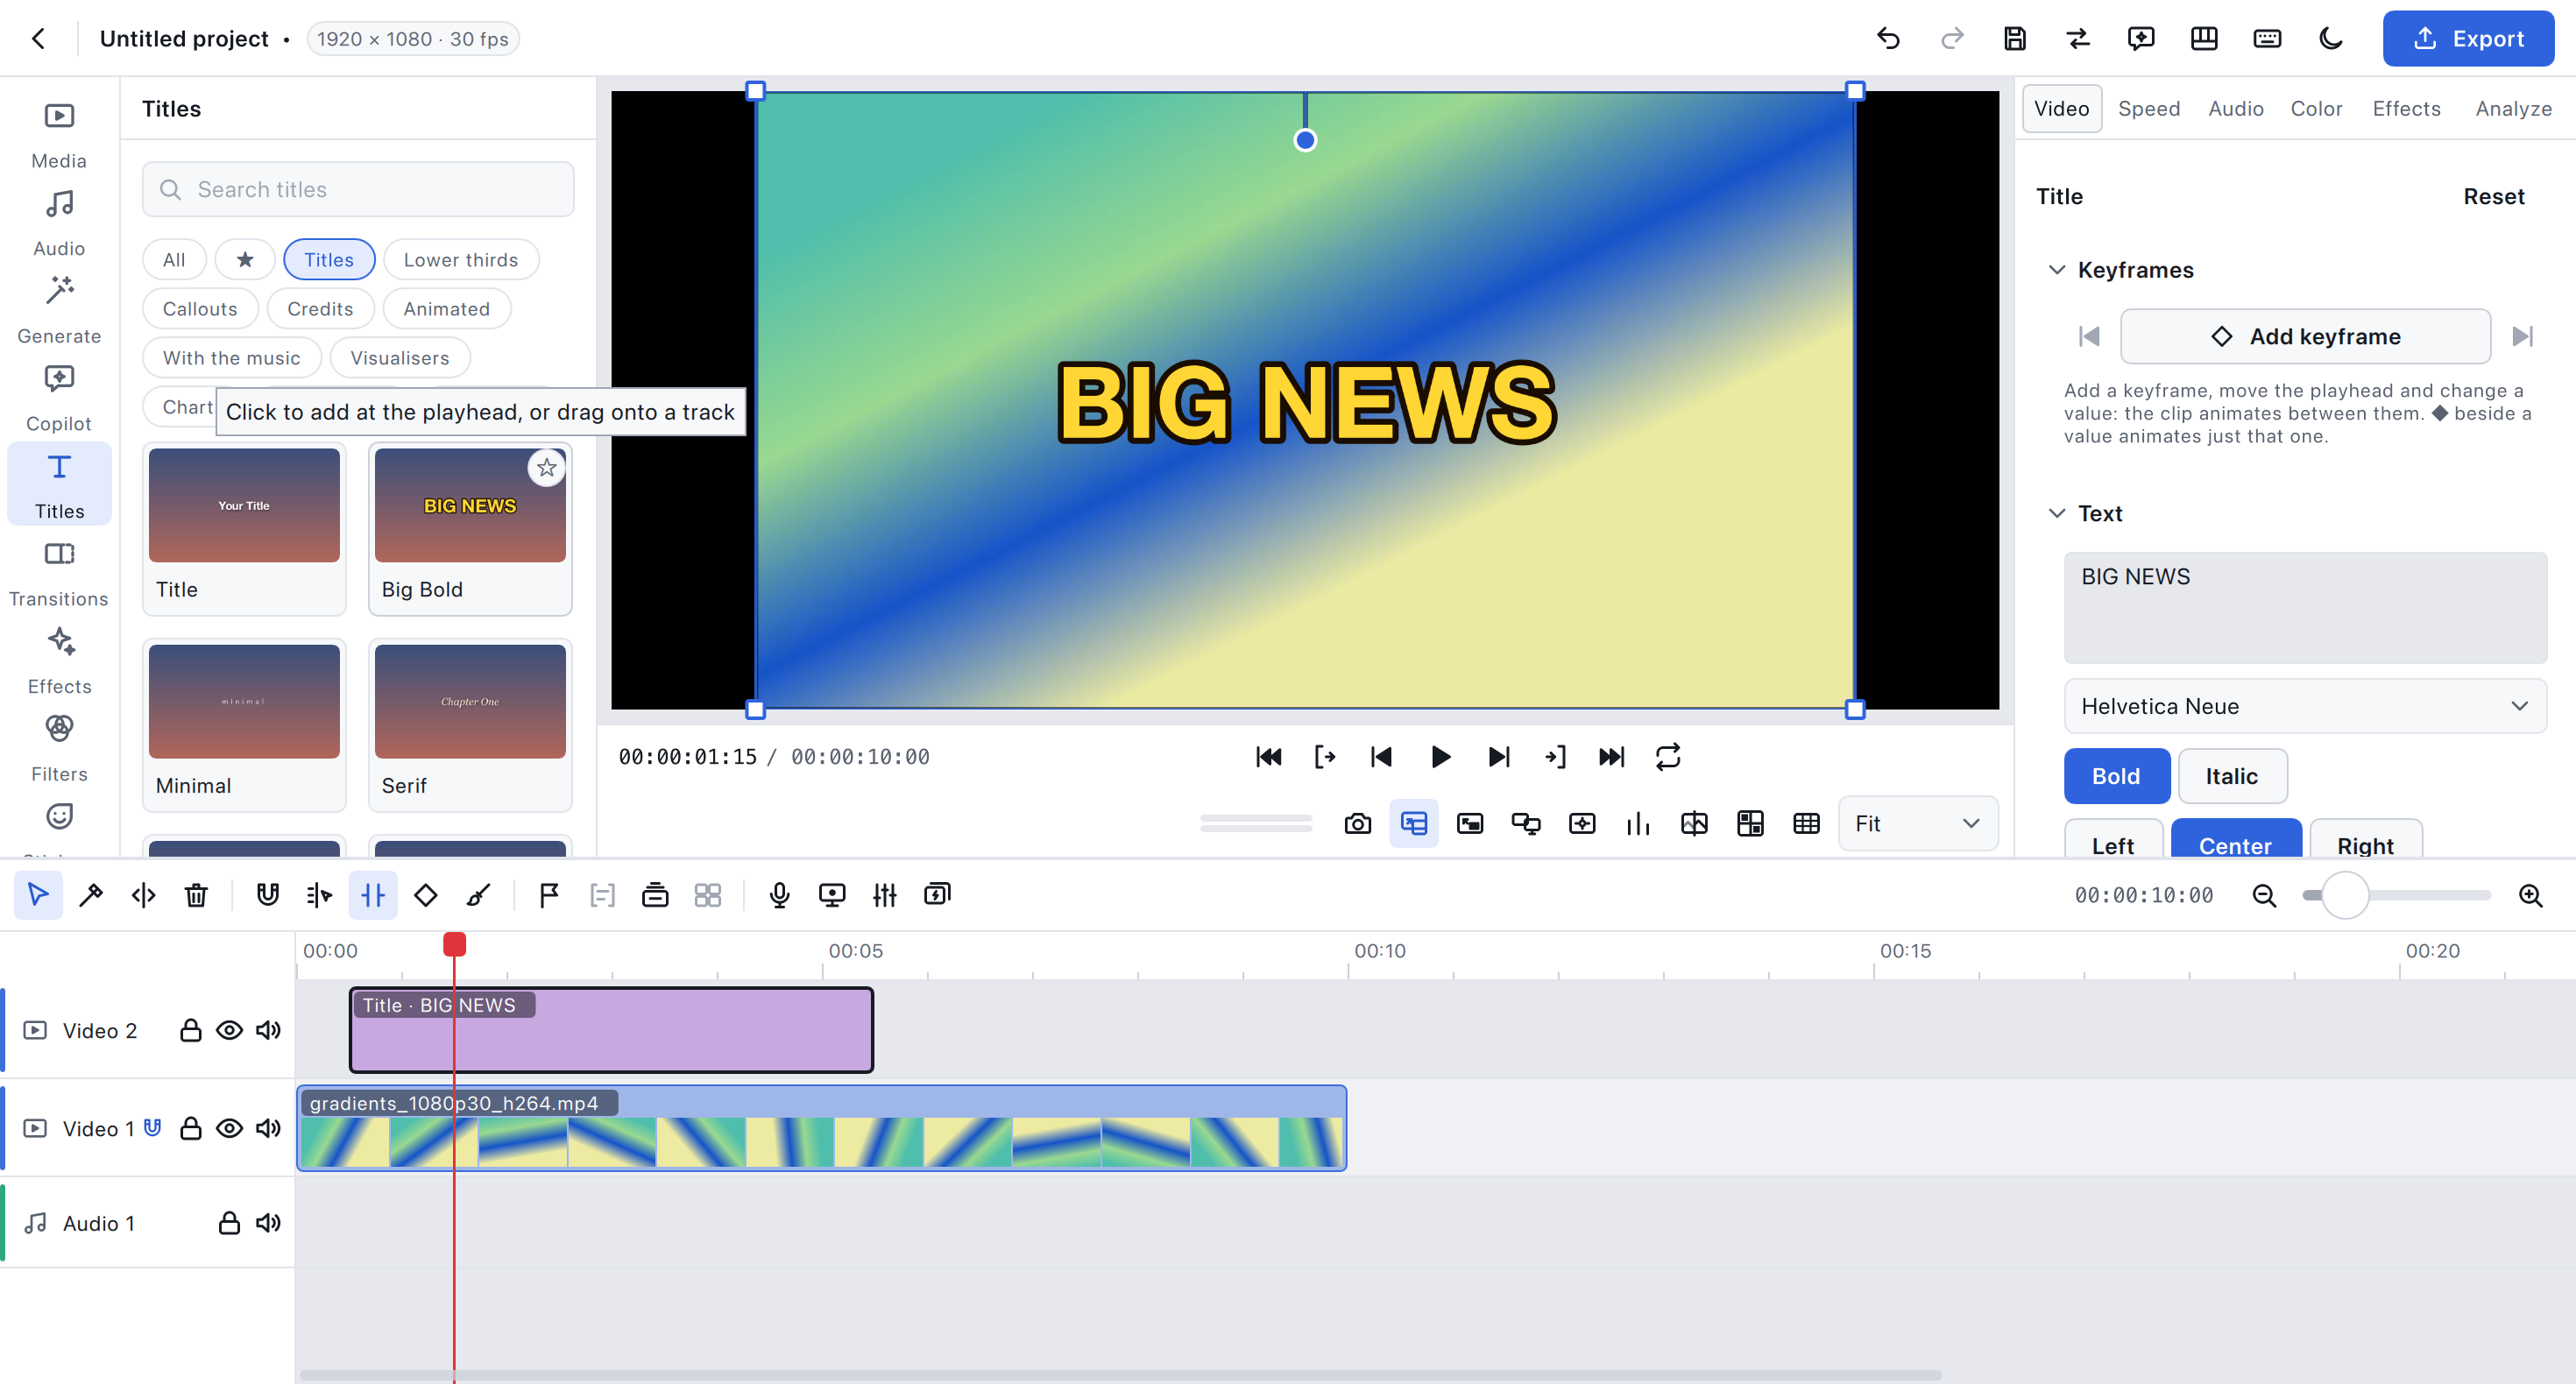 Untitled project • 1920 × 1080 · 30 fps
Export
Media
Audio
Generate
Copilot
Titles
Transitions
Effects
Filters
Titles
Search titles
All ★ Titles Lower thirds
Callouts Credits Animated
With the music Visualisers
Chart
Click to add at the playhead, or drag onto a track
Your Title
Title
BIG NEWS
Big Bold
minimal
Minimal
Chapter One
Serif
BIG NEWS
00:00:01:15 / 00:00:10:00
Fit
Video Speed Audio Color Effects Analyze
Title Reset
Keyframes
Add keyframe
Add a keyframe, move the playhead and change a
value: the clip animates between them. ◆ beside a
value animates just that one.
Text
BIG NEWS
Helvetica Neue
Bold Italic
Left Center Right
00:00:10:00
00:00 00:05 00:10 00:15 00:20
Video 2
Title · BIG NEWS
Video 1
gradients_1080p30_h264.mp4
Audio 1